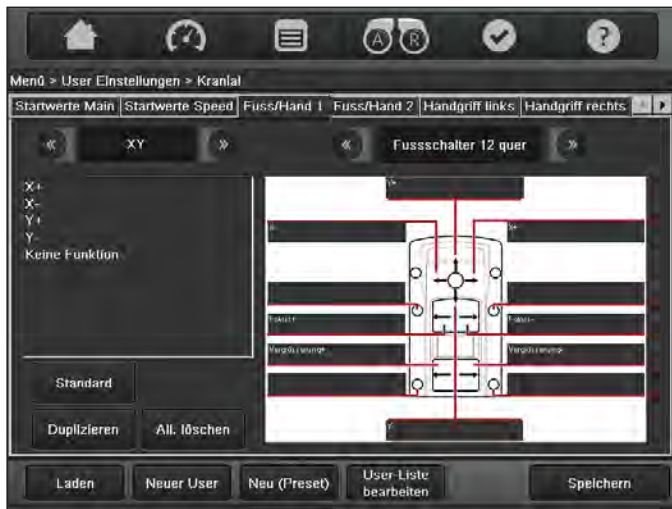 A R ?
Menü > User Einstellungen > Kranial
Startwerte Main Startwerte Speed Fuss/Hand 1 Fuss/Hand 2 Handgriff links Handgriff rechts
« XY »
« Fussschalter 12 quer »
X+
X-
Y+
Y-
Keine Funktion
Y+
X-
X+
Fokus+
Fokus-
Vergrößerung+
Vergrößerung-
Y-
Standard
Duplizieren
All. löschen
Laden
Neuer User
Neu (Preset)
User-Liste
bearbeiten
Speichern